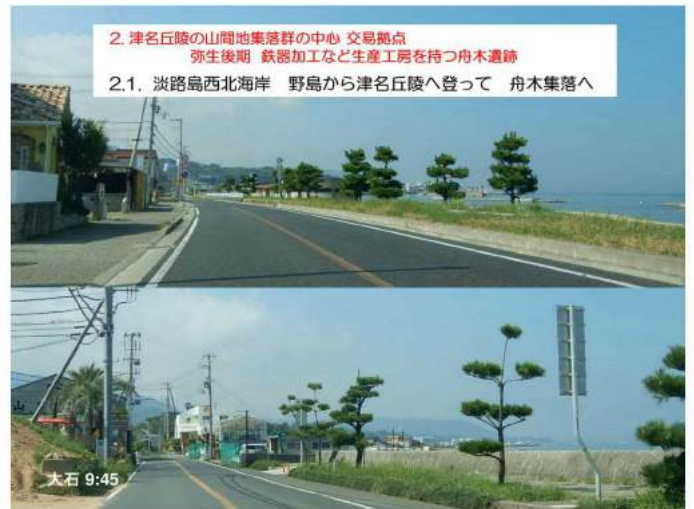 2. 津名丘陵の山間地集落群の中心 交易拠点
弥生後期 鉄器加工など生産工房を持つ舟木遺跡
2.1. 淡路島西北海岸 野島から津名丘陵へ登って 舟木集落へ
山
大石 9:45